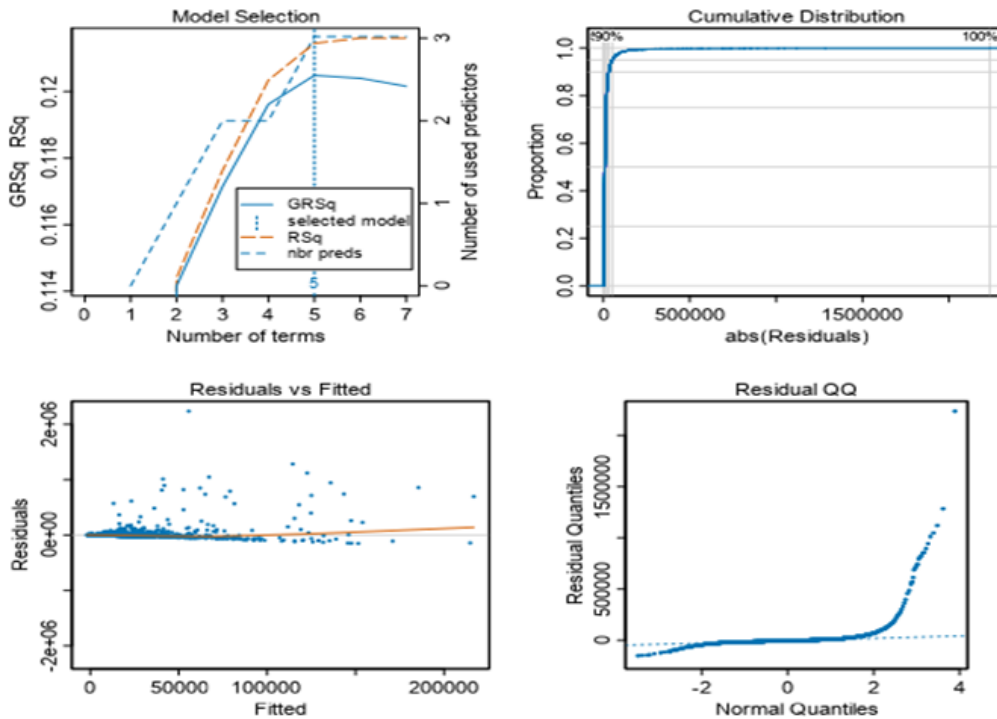 Model Selection
GRSq RSq
0.114 0.116 0.118 0.12
0 1 2 3
Number of used predictors
GRSq
selected model
RSq
nbr preds
5
0 1 2 3 4 5 6 7
Number of terms
Cumulative Distribution
90% 100%
Proportion
0.0 0.2 0.4 0.6 0.8 1.0
0 5000000 15000000
abs(Residuals)
Residuals vs Fitted
Residuals
-2e+06 0e+00 2e+06
0 50000 100000 200000
Fitted
Residual QQ
Residual Quantiles
0 500000 1500000
-2 0 2 4
Normal Quantiles